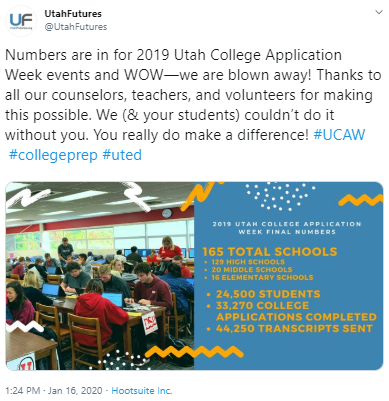 UtahFutures
@UtahFutures
UF
Numbers are in for 2019 Utah College Application
Week events and WOW—we are blown away! Thanks to
all our counselors, teachers, and volunteers for making
this possible. We (& your students) couldn't do it
without you. You really do make a difference! #UCAW
#collegeprep #uted
2019 UTAH COLLEGE APPLICATION
WEEK FINAL NUMBERS
165 TOTAL SCHOOLS
• 129 HIGH SCHOOLS
• 20 MIDDLE SCHOOLS
• 16 ELEMENTARY SCHOOLS
• 24,500 STUDENTS
• 33,270 COLLEGE
APPLICATIONS COMPLETED
• 44,250 TRANSCRIPTS SENT
1:24 PM · Jan 16, 2020 · Hootsuite Inc.